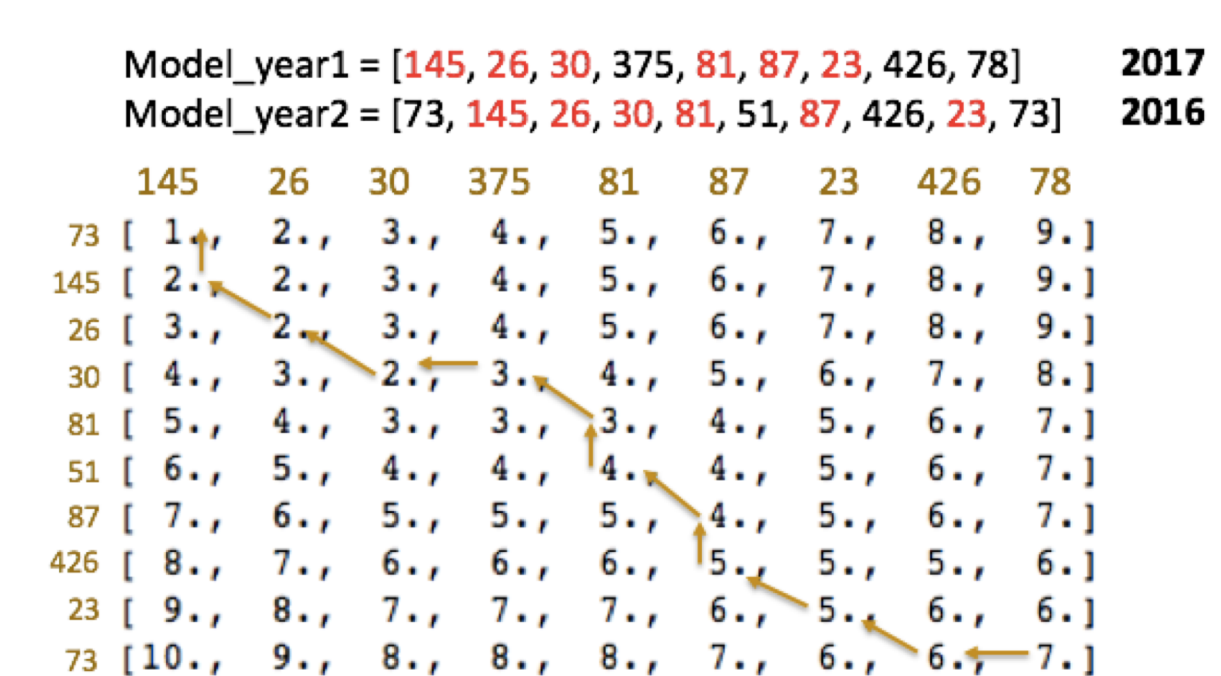 Model_year1 = [145, 26, 30, 375, 81, 87, 23, 426, 78] 2017
Model_year2 = [73, 145, 26, 30, 81, 51, 87, 426, 23, 73] 2016
145 26 30 375 81 87 23 426 78
73 [ 1., 2., 3., 4., 5., 6., 7., 8., 9.]
145 [ 2., 2., 3., 4., 5., 6., 7., 8., 9.]
26 [ 3., 2., 3., 4., 5., 6., 7., 8., 9.]
30 [ 4., 3., 2., 3., 4., 5., 6., 7., 8.]
81 [ 5., 4., 3., 3., 3., 4., 5., 6., 7.]
51 [ 6., 5., 4., 4., 4., 4., 5., 6., 7.]
87 [ 7., 6., 5., 5., 5., 4., 5., 6., 7.]
426 [ 8., 7., 6., 6., 6., 5., 5., 5., 6.]
23 [ 9., 8., 7., 7., 7., 6., 5., 6., 6.]
73 [10., 9., 8., 8., 8., 7., 6., 6., 7.]